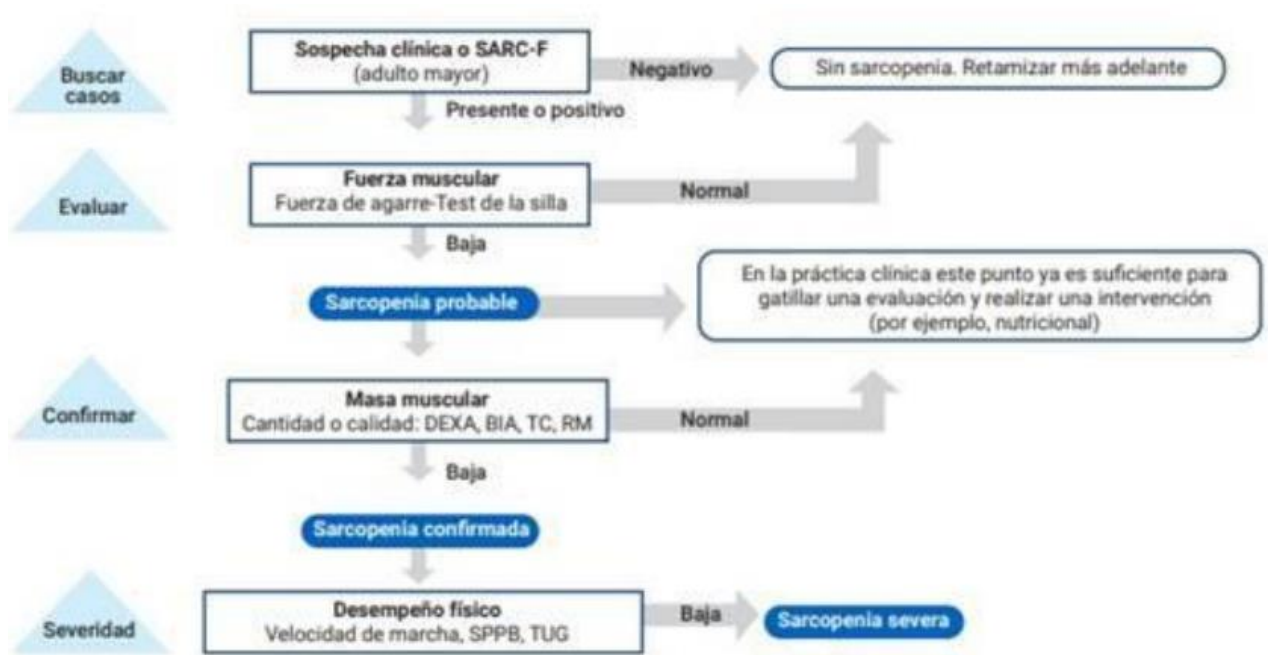 Buscar
casos
Sospecha clínica o SARC-F
(adulto mayor)
Negativo
Sin sarcopenia. Retamizar más adelante
Presente o positivo
Evaluar
Fuerza muscular
Fuerza de agarre-Test de la silla
Normal
Baja
Sarcopenia probable
En la práctica clínica este punto ya es suficiente para
gatillar una evaluación y realizar una intervención
(por ejemplo, nutricional)
Confirmar
Masa muscular
Cantidad o calidad: DEXA, BIA, TC, RM
Normal
Baja
Sarcopenia confirmada
Severidad
Desempeño físico
Velocidad de marcha, SPPB, TUG
Baja
Sarcopenia severa